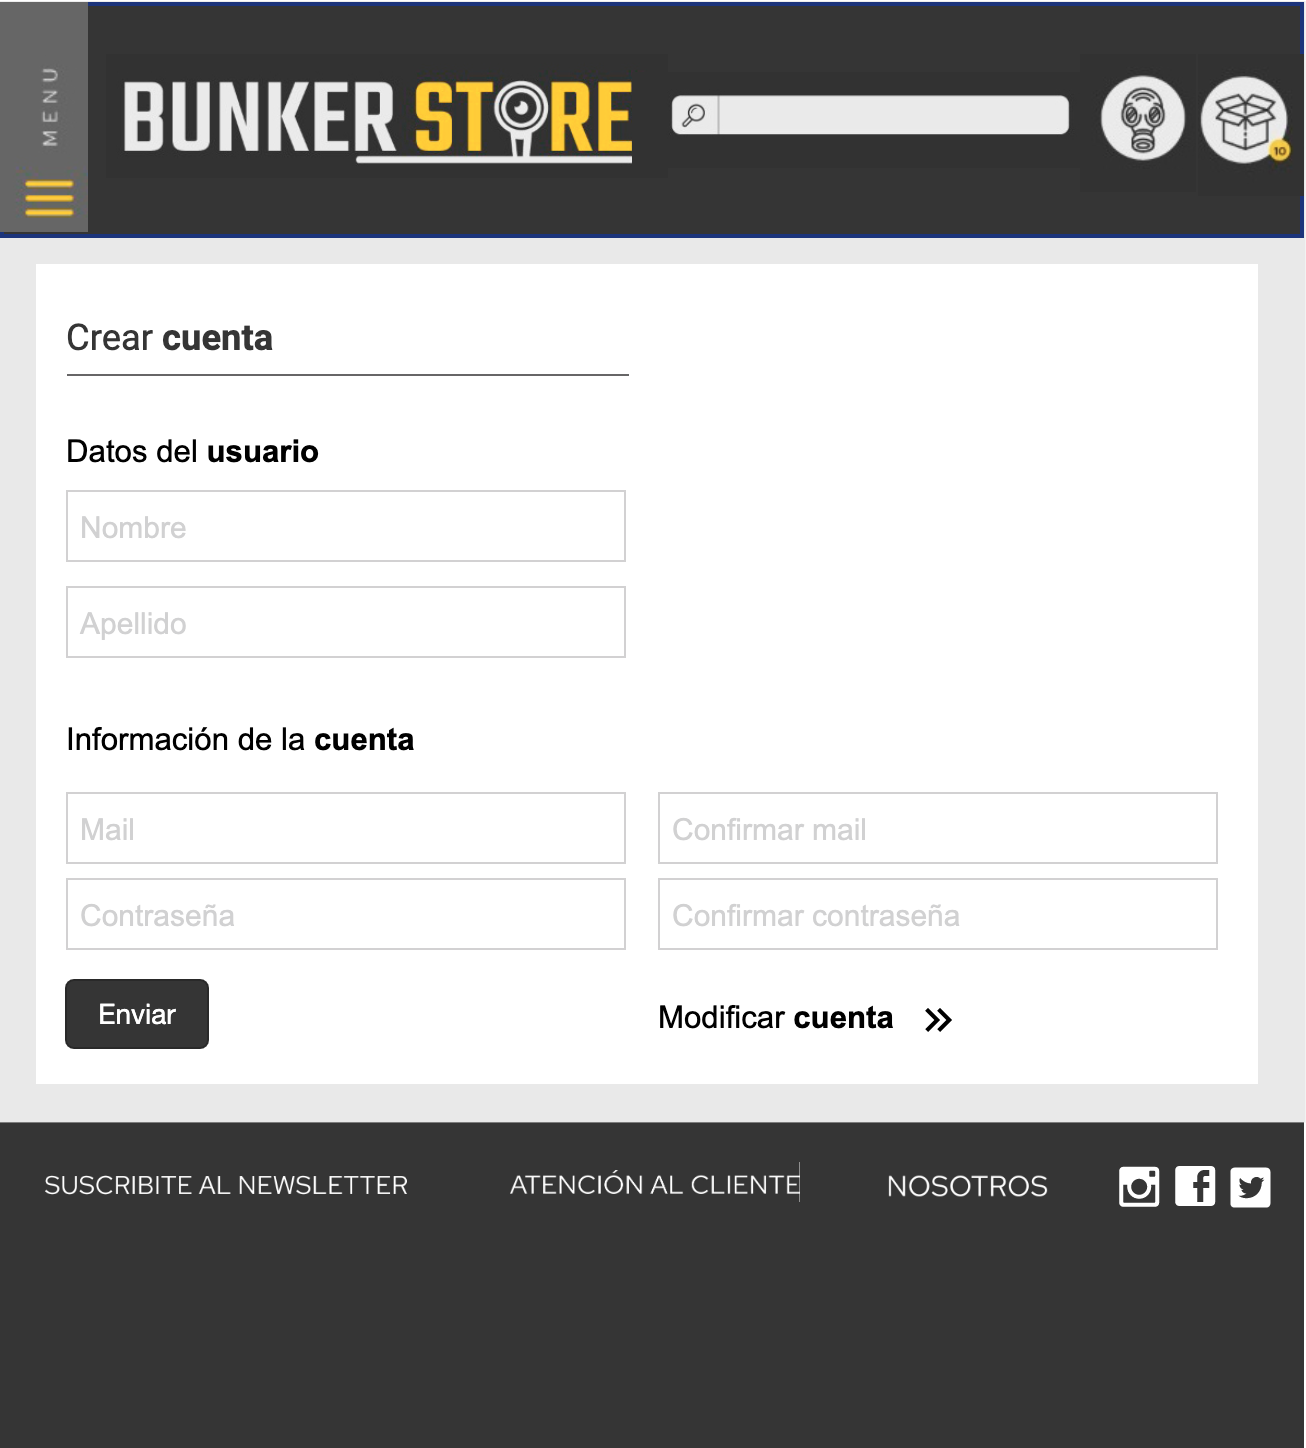 MENU
BUNKER STORE
10
Crear cuenta
Datos del usuario
Nombre
Apellido
Información de la cuenta
Mail
Confirmar mail
Contraseña
Confirmar contraseña
Enviar
Modificar cuenta
SUSCRIBITE AL NEWSLETTER
ATENCIÓN AL CLIENTE
NOSOTROS